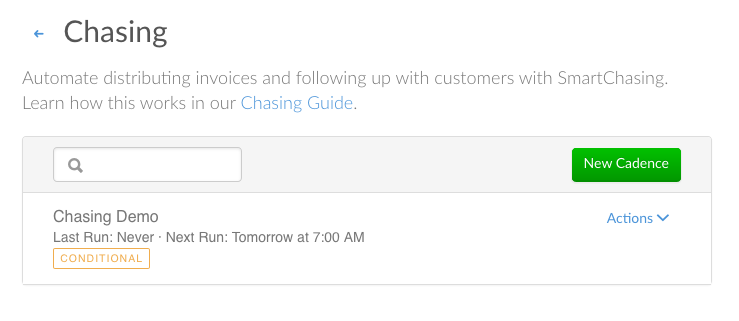 Chasing
Automate distributing invoices and following up with customers with SmartChasing.
Learn how this works in our Chasing Guide.
New Cadence
Chasing Demo
Actions
Last Run: Never · Next Run: Tomorrow at 7:00 AM
CONDITIONAL